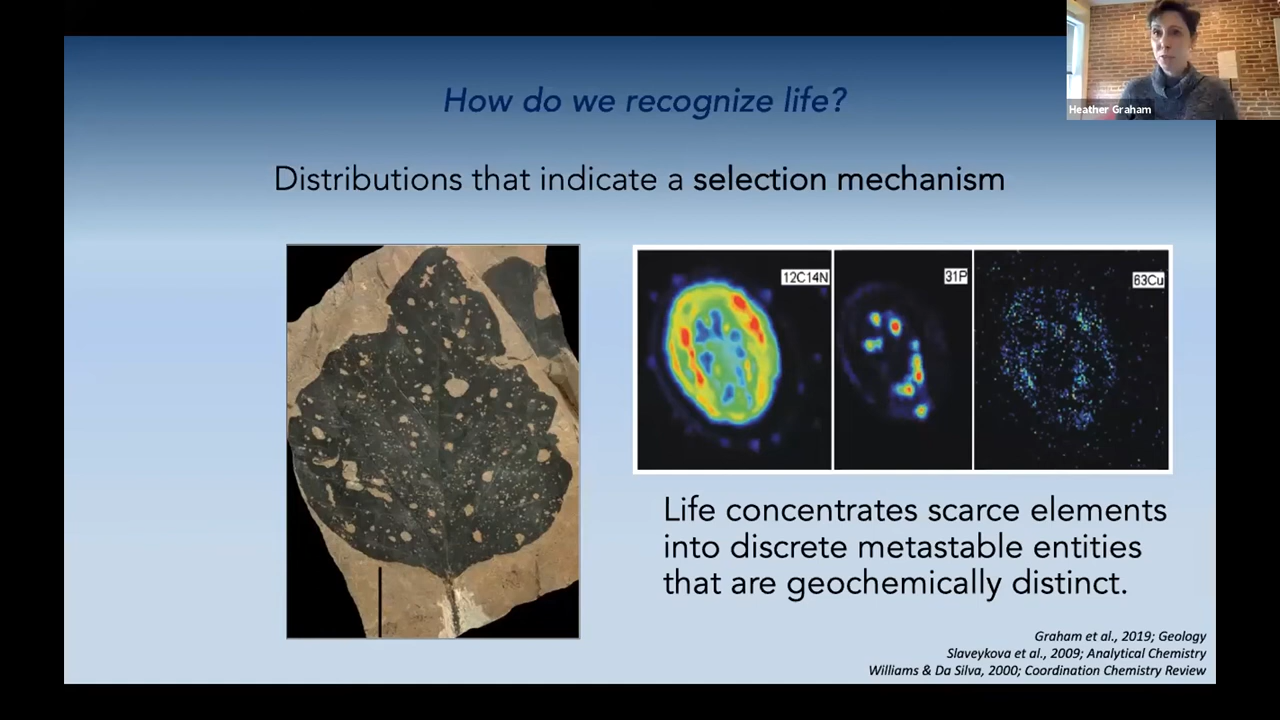 Heather Graham
How do we recognize life?
Distributions that indicate a selection mechanism
12C14N
31P
63Cu
Life concentrates scarce elements
into discrete metastable entities
that are geochemically distinct.
Graham et al., 2019; Geology
Slaveykova et al., 2009; Analytical Chemistry
Williams & Da Silva, 2000; Coordination Chemistry Review